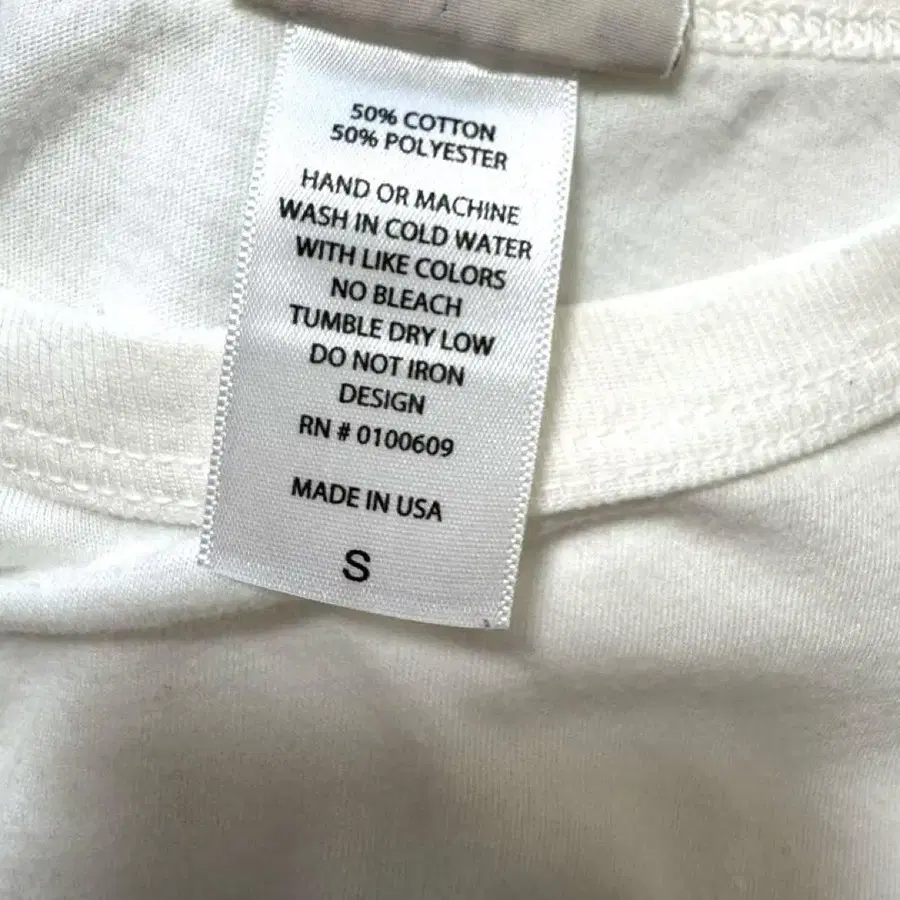 50% COTTON
50% POLYESTER
HAND OR MACHINE
WASH IN COLD WATER
WITH LIKE COLORS
NO BLEACH
TUMBLE DRY LOW
DO NOT IRON
DESIGN
RN # 0100609
MADE IN USA
S